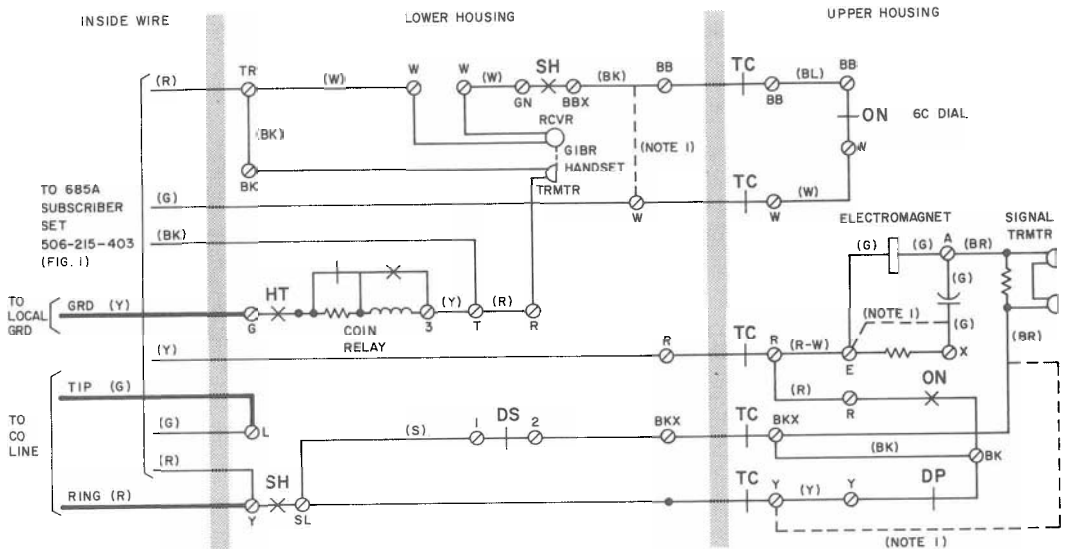 INSIDE WIRE
LOWER HOUSING
UPPER HOUSING
(R)
TR
(W)
W
W
(W)
GN
SH
BBX
(BK)
BB
TC
BB
(BL)
BB
ON
6C DIAL
W
(BK)
RCVR
G1BR
HANDSET
TRMTR
(NOTE 1)
BK
TO 685A
SUBSCRIBER
SET
506-215-403
(FIG. 1)
(G)
W
TC
W
(W)
(BK)
ELECTROMAGNET
SIGNAL
TRMTR
(G)
(G)
A
(BR)
(G)
TO
LOCAL
GRD
GRD (Y)
G
HT
COIN
RELAY
3
(Y)
T
(R)
R
(NOTE 1)
(G)
(BR)
(Y)
R
TC
R
(R-W)
E
X
(R)
R
ON
TO
CO
LINE
TIP (G)
(G)
L
(S)
1
DS
2
BKX
TC
BKX
(BK)
BK
(R)
RING (R)
Y
SH
SL
TC
Y
(Y)
Y
DP
(NOTE 1)